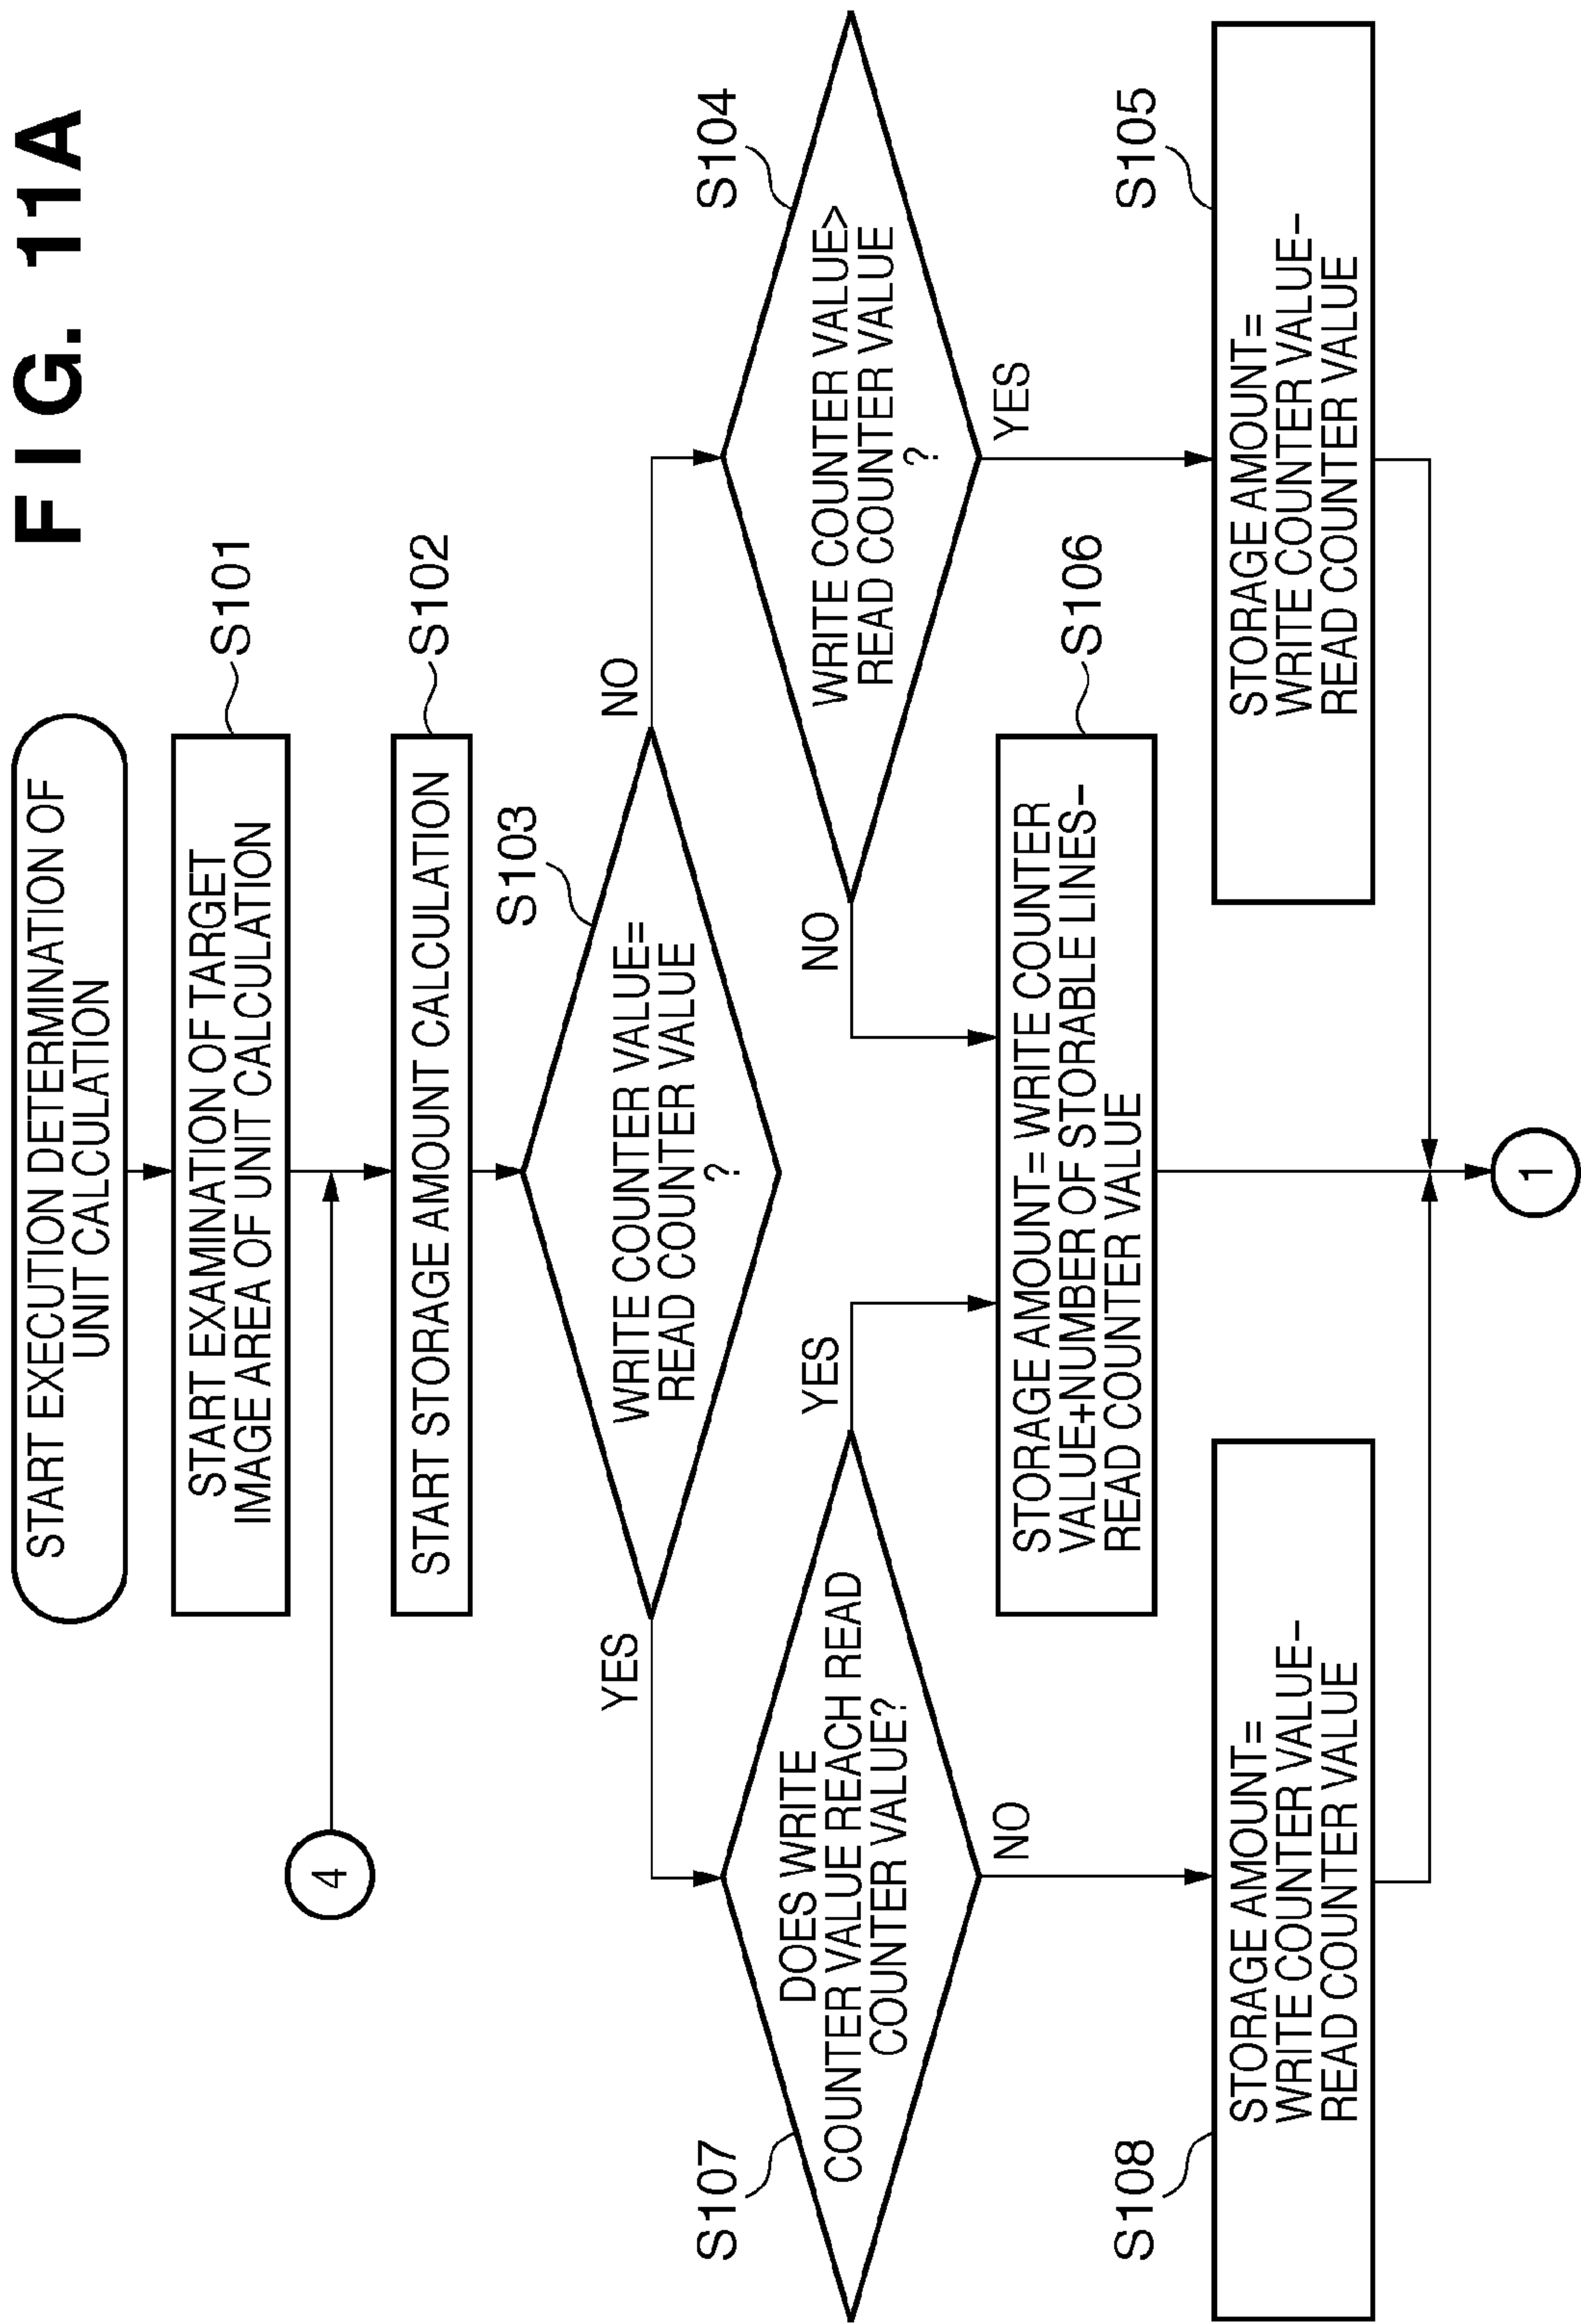 FIG. 11A
START EXECUTION DETERMINATION OF
UNIT CALCULATION
START EXAMINATION OF TARGET
IMAGE AREA OF UNIT CALCULATION
S101
4
START STORAGE AMOUNT CALCULATION
S102
S103
WRITE COUNTER VALUE=
READ COUNTER VALUE
?
YES
NO
S107
DOES WRITE
COUNTER VALUE REACH READ
COUNTER VALUE?
YES
NO
S104
WRITE COUNTER VALUE>
READ COUNTER VALUE
?
NO
YES
S106
STORAGE AMOUNT= WRITE COUNTER
VALUE+NUMBER OF STORABLE LINES−
READ COUNTER VALUE
S108
STORAGE AMOUNT=
WRITE COUNTER VALUE−
READ COUNTER VALUE
S105
STORAGE AMOUNT=
WRITE COUNTER VALUE−
READ COUNTER VALUE
1